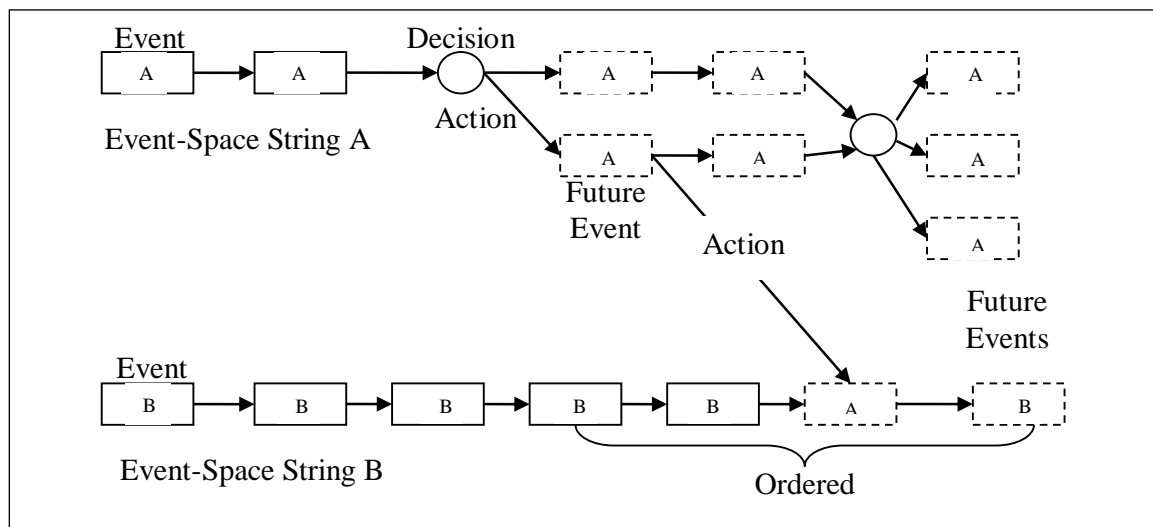 Event
Decision
A A A A A
Action
Event-Space String A
A A A
Future
Event
Action
A
Future
Events
Event
B B B B B A B
Event-Space String B
Ordered